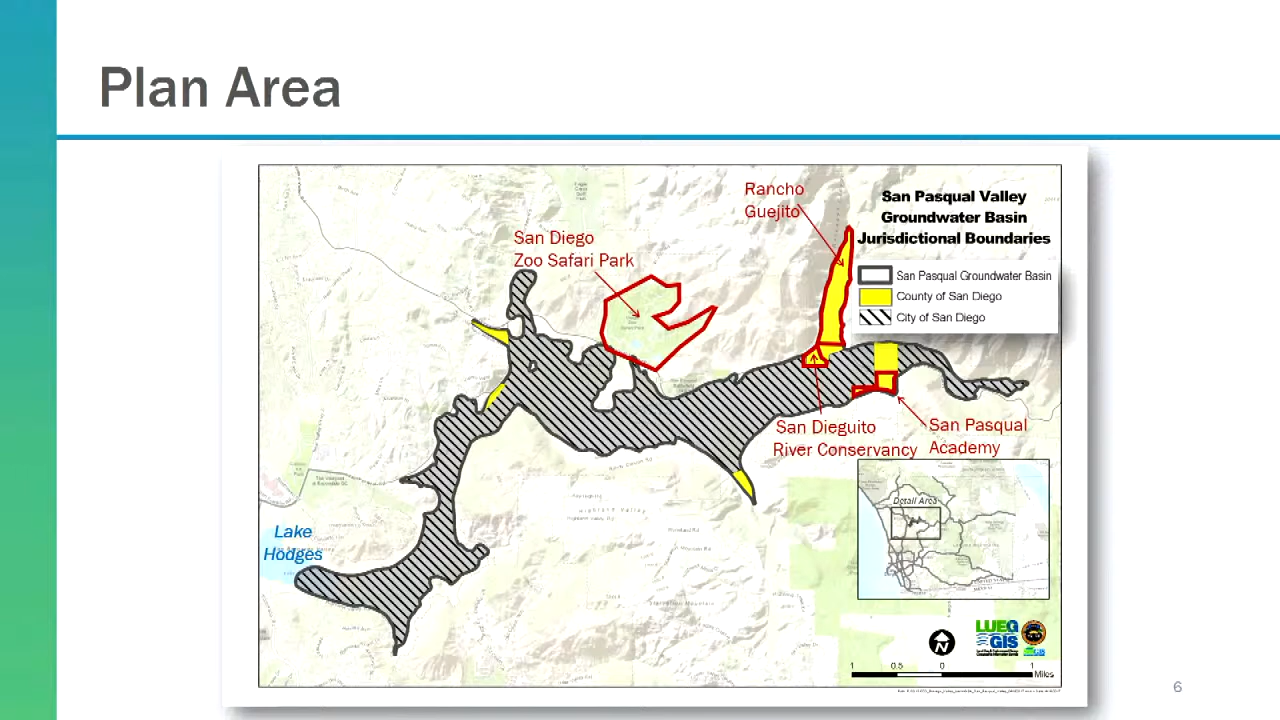 Plan Area
Rancho
Guejito
San Pasqual Valley
Groundwater Basin
Jurisdictional Boundaries
San Diego
Zoo Safari Park
San Pasqual Groundwater Basin
County of San Diego
City of San Diego
San Dieguito
River Conservancy
San Pasqual
Academy
Lake
Hodges
Detail Area
Highland Valley
N
LUEG
GIS
1 0.5 0 1
Miles
6